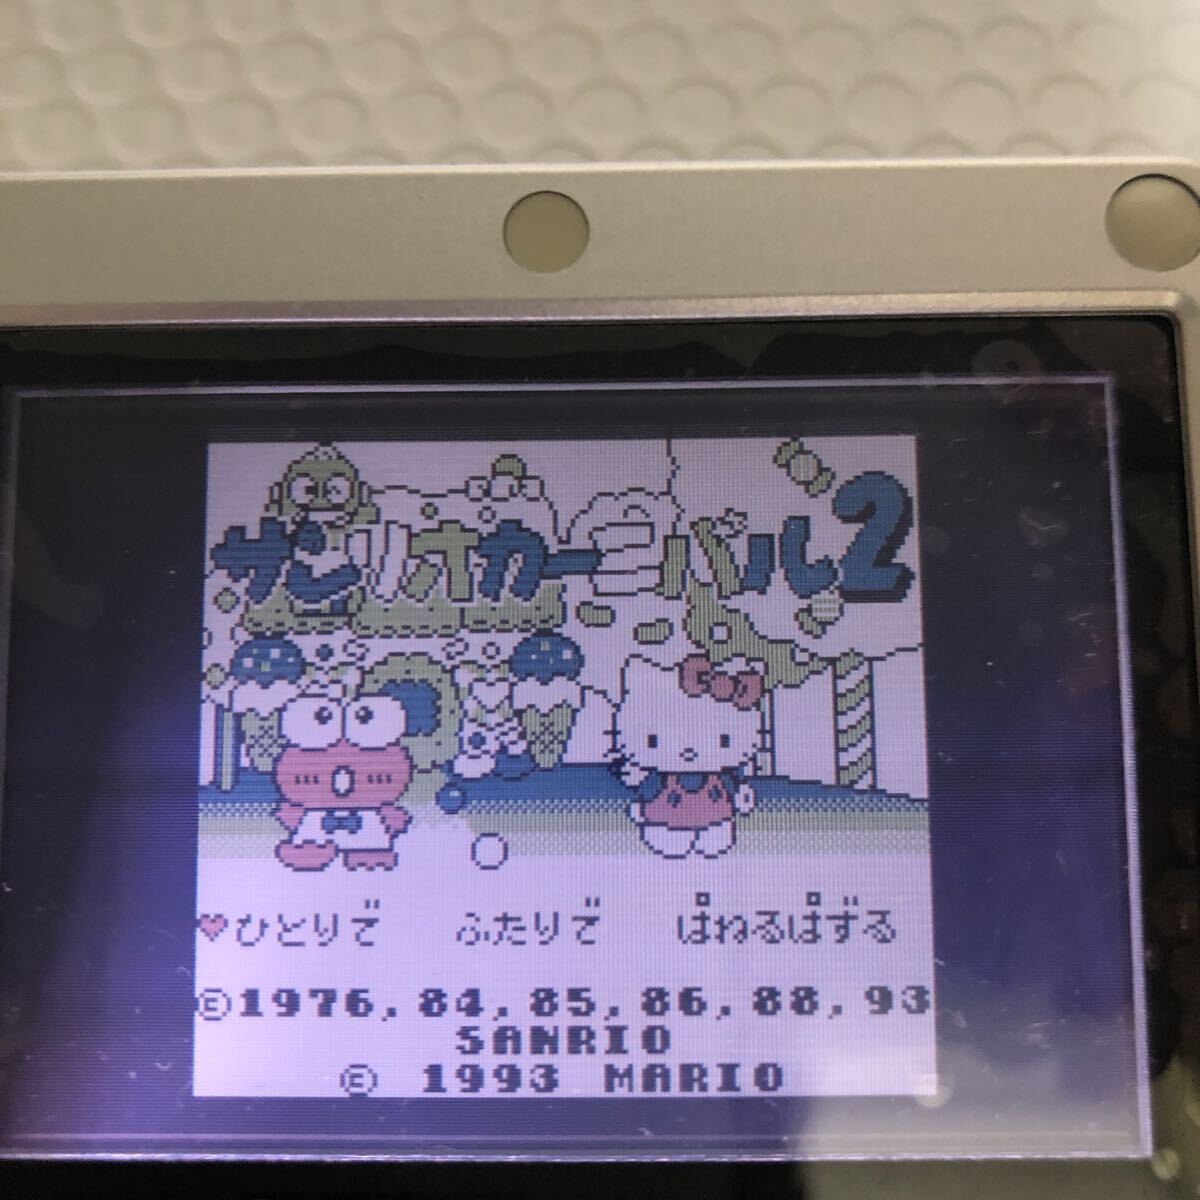 サンリオカーニバル2
♥ひとりで ふたりで ぱねるぱずる
©1976,84,85,86,88,93
SANRIO
© 1993 MARIO